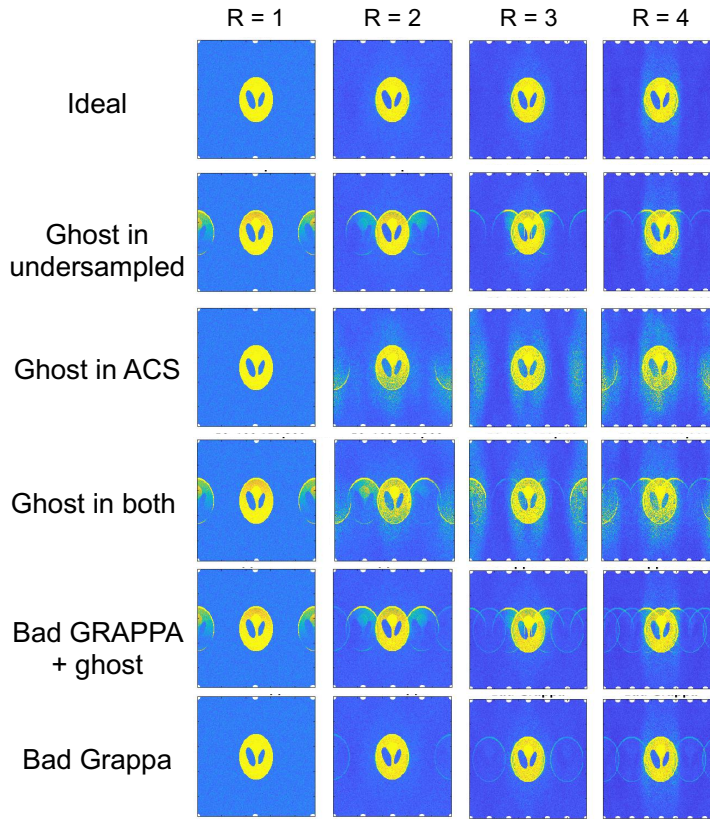 R = 1 R = 2 R = 3 R = 4
Ideal
Ghost in
undersampled
Ghost in ACS
Ghost in both
Bad GRAPPA
+ ghost
Bad Grappa